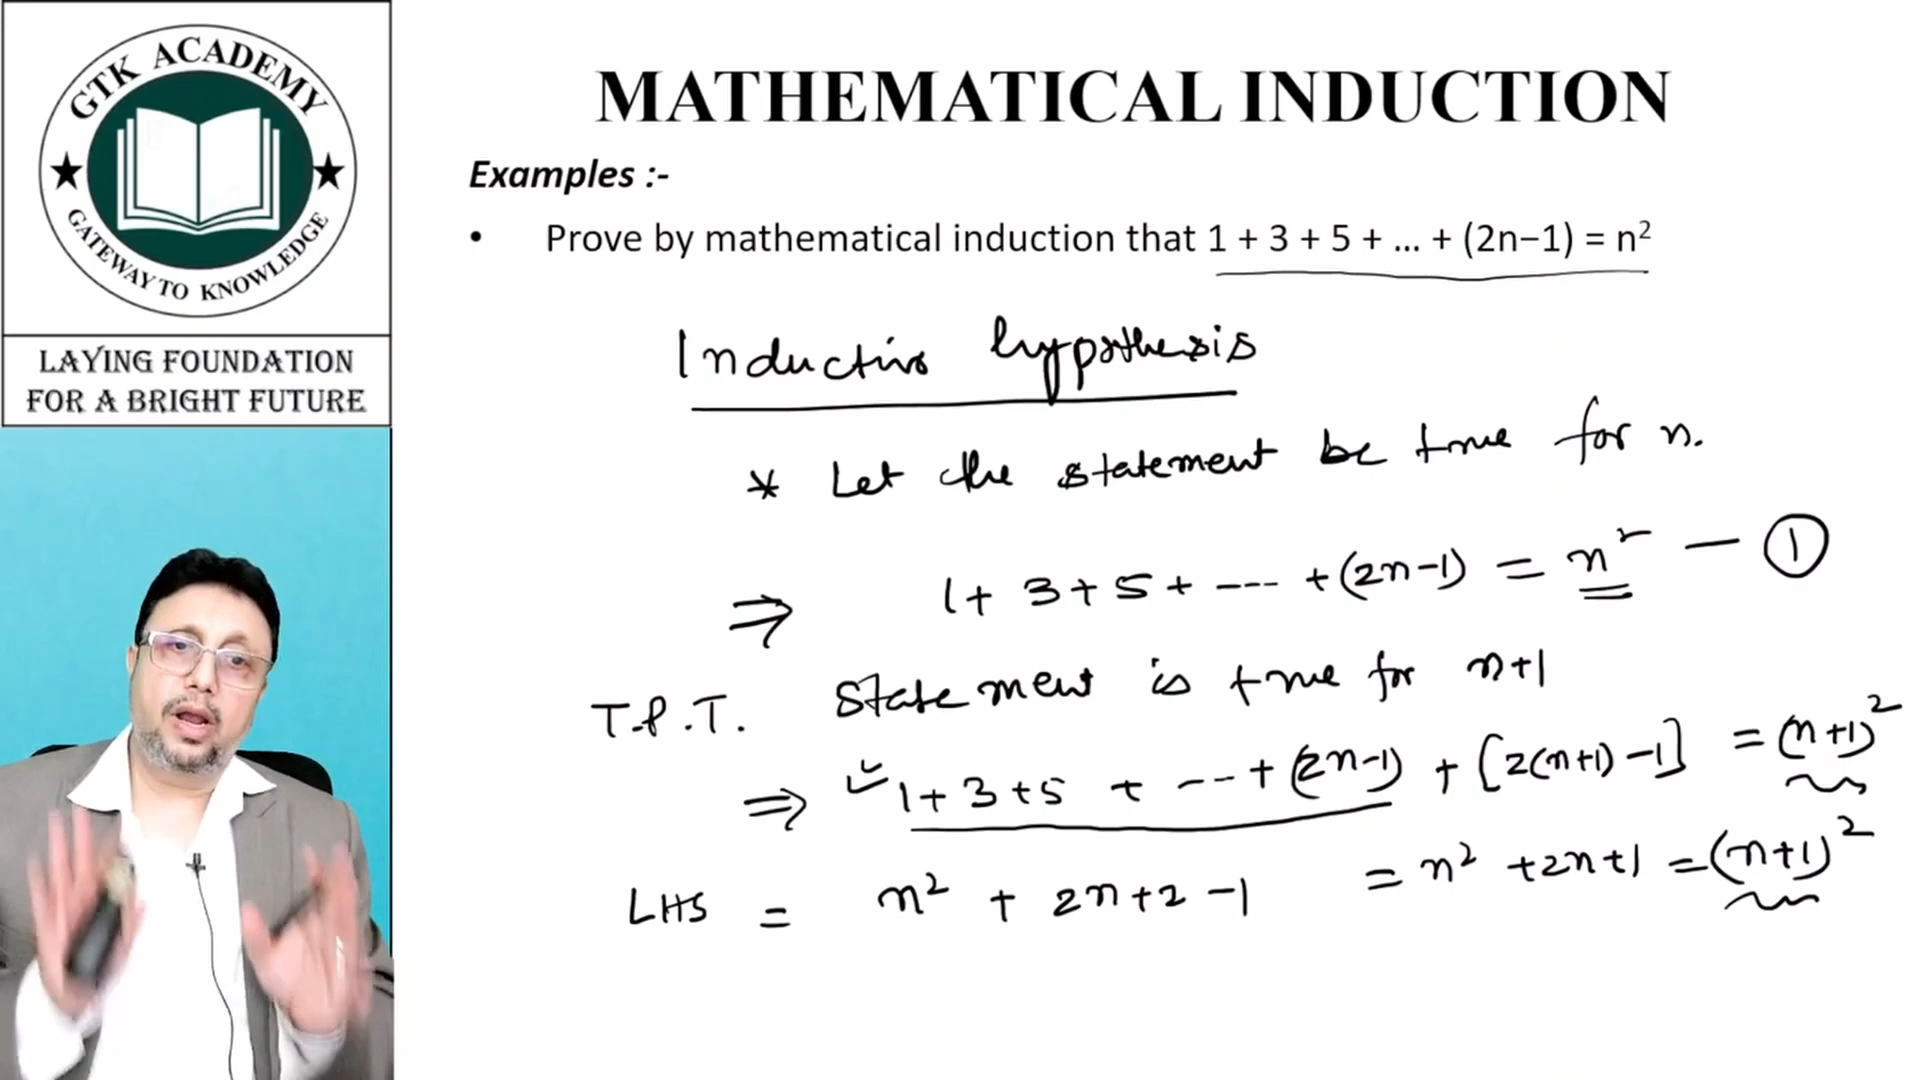 GTK ACADEMY
GATEWAY TO KNOWLEDGE
LAYING FOUNDATION
FOR A BRIGHT FUTURE
MATHEMATICAL INDUCTION
Examples :-
• Prove by mathematical induction that 1 + 3 + 5 + ... + (2n−1) = n²
Inductive hypothesis
* Let the statement be true for n.
⇒ 1 + 3 + 5 + --- + (2n-1) = n² — ①
T.P.T. Statement is true for n+1
⇒ 1 + 3 + 5 + --- + (2n-1) + [2(n+1) -1] = (n+1)²
LHS = n² + 2n+2 -1 = n² +2n+1 = (n+1)²